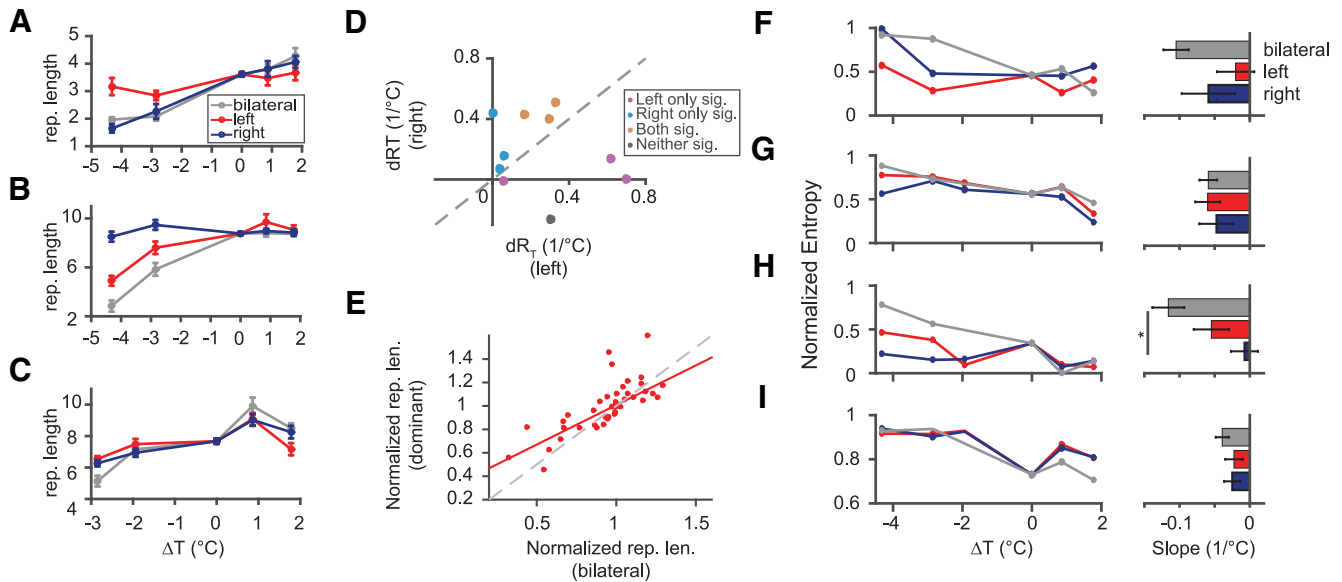 A
rep. length
5
4
3
2
1
-5 -4 -3 -2 -1 0 1 2
bilateral
left
right
B
rep. length
10
6
2
-5 -4 -3 -2 -1 0 1 2
C
rep. length
10
8
6
4
-3 -2 -1 0 1 2
ΔT (°C)
D
dRT (1/°C)
(right)
0.8
0.4
0 0.4 0.8
dR_T (1/°C)
(left)
Left only sig.
Right only sig.
Both sig.
Neither sig.
E
Normalized rep. len.
(dominant)
1.4
1.2
1.0
0.8
0.6
0.4
0.2
0.5 1 1.5
Normalized rep. len.
(bilateral)
Normalized Entropy
F
1
0.5
0
bilateral
left
right
G
1
0.5
0
H
1
0.5
0
*
I
1
0.8
0.6
-4 -2 0 2
ΔT (°C)
-0.1 0
Slope (1/°C)